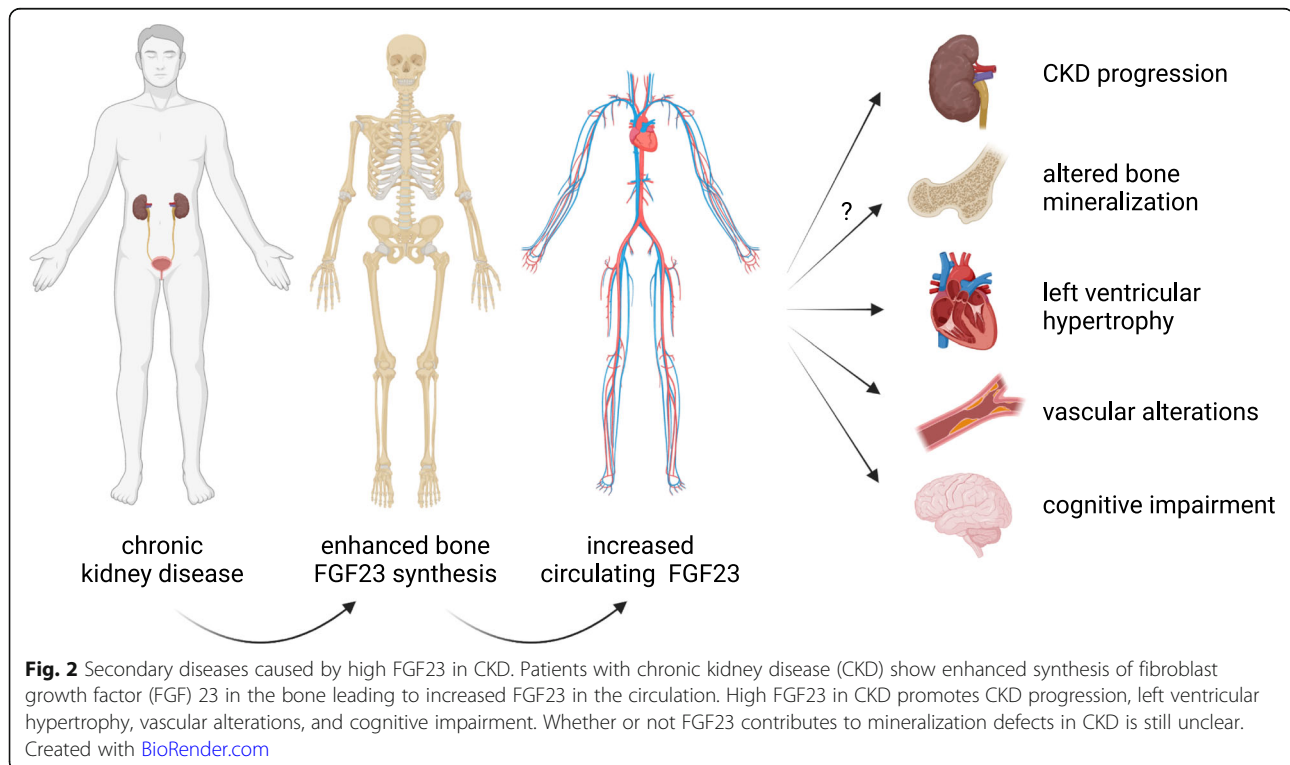 CKD progression
altered bone
mineralization
?
left ventricular
hypertrophy
vascular alterations
cognitive impairment
chronic
kidney disease
enhanced bone
FGF23 synthesis
increased
circulating FGF23
Fig. 2 Secondary diseases caused by high FGF23 in CKD. Patients with chronic kidney disease (CKD) show enhanced synthesis of fibroblast
growth factor (FGF) 23 in the bone leading to increased FGF23 in the circulation. High FGF23 in CKD promotes CKD progression, left ventricular
hypertrophy, vascular alterations, and cognitive impairment. Whether or not FGF23 contributes to mineralization defects in CKD is still unclear.
Created with BioRender.com